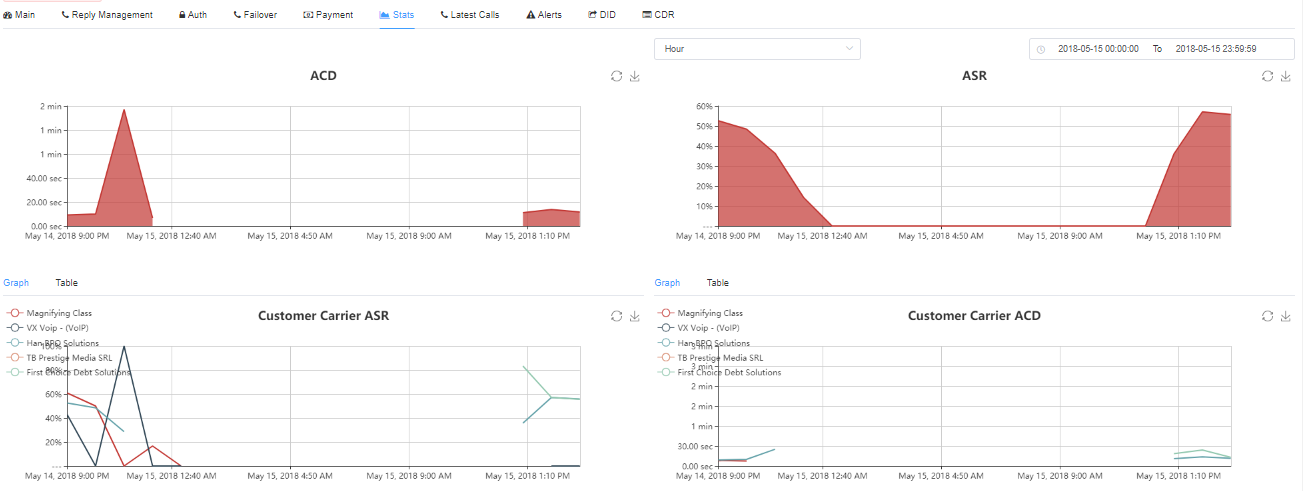 Main Reply Management Auth Failover Payment Stats Latest Calls Alerts DID CDR
Hour 2018-05-15 00:00:00 To 2018-05-15 23:59:59
ACD
2 min
1 min
1 min
40.00 sec
20.00 sec
0.00 sec
May 14, 2018 9:00 PM May 15, 2018 12:40 AM May 15, 2018 4:50 AM May 15, 2018 9:00 AM May 15, 2018 1:10 PM
ASR
60%
50%
40%
30%
20%
10%
---
May 14, 2018 9:00 PM May 15, 2018 12:40 AM May 15, 2018 4:50 AM May 15, 2018 9:00 AM May 15, 2018 1:10 PM
Graph Table
Customer Carrier ASR
Magnifying Class
VX Voip - (VoIP)
Han BPO Solutions
TB Prestige Media SRL
First Choice Debt Solutions
100%
80%
60%
40%
20%
---
May 14, 2018 9:00 PM May 15, 2018 12:40 AM May 15, 2018 4:50 AM May 15, 2018 9:00 AM May 15, 2018 1:10 PM
Graph Table
Customer Carrier ACD
Magnifying Class
VX Voip - (VoIP)
Han BPO Solutions
TB Prestige Media SRL
First Choice Debt Solutions
3 min
3 min
2 min
2 min
1 min
30.00 sec
0.00 sec
May 14, 2018 9:00 PM May 15, 2018 12:40 AM May 15, 2018 4:50 AM May 15, 2018 9:00 AM May 15, 2018 1:10 PM